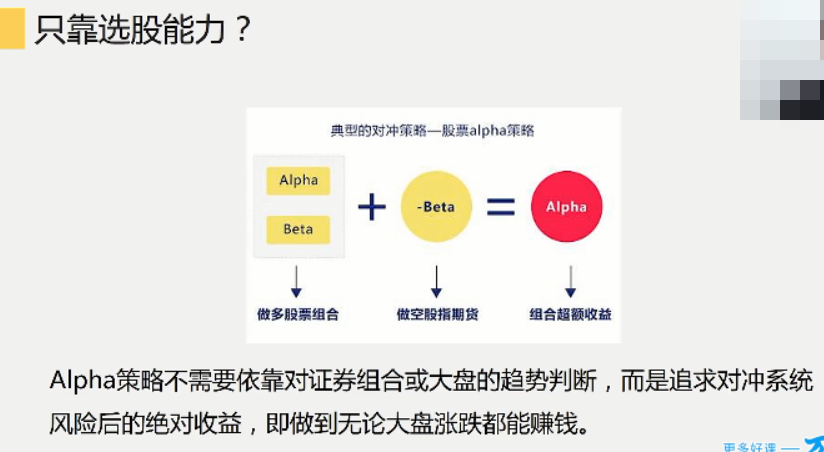 只靠选股能力？
典型的对冲策略—股票alpha策略
Alpha
Beta
+
-Beta
=
Alpha
做多股票组合
做空股指期货
组合超额收益
Alpha策略不需要依靠对证券组合或大盘的趋势判断，而是追求对冲系统
风险后的绝对收益，即做到无论大盘涨跌都能赚钱。
更多好课